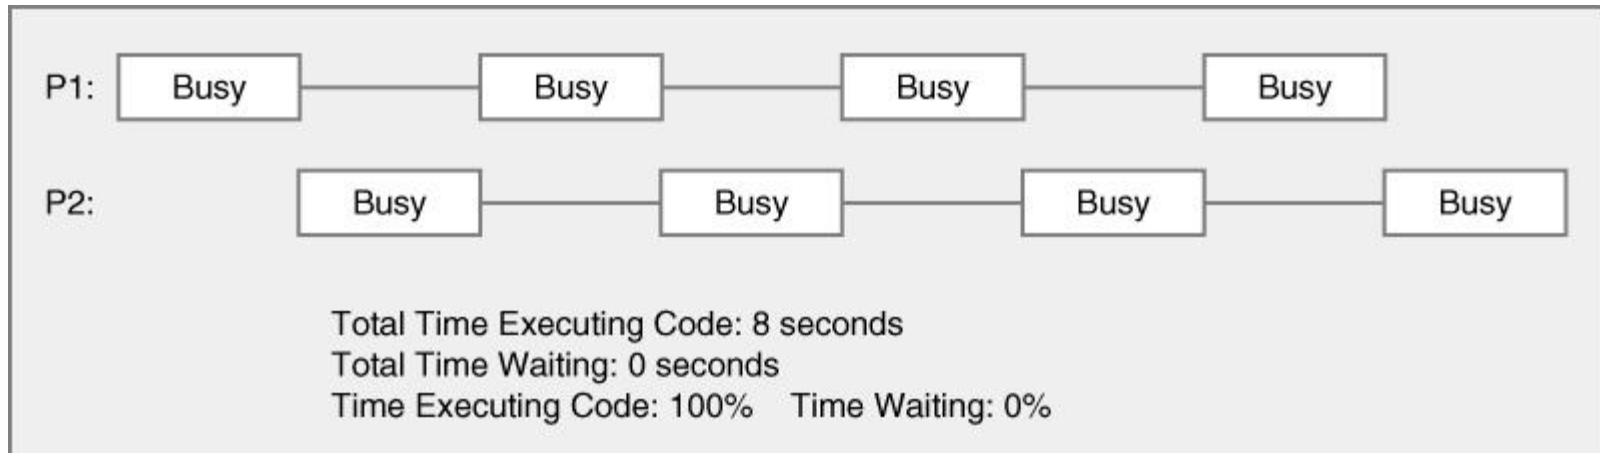 P1: Busy Busy Busy Busy
P2: Busy Busy Busy Busy
Total Time Executing Code: 8 seconds
Total Time Waiting: 0 seconds
Time Executing Code: 100% Time Waiting: 0%